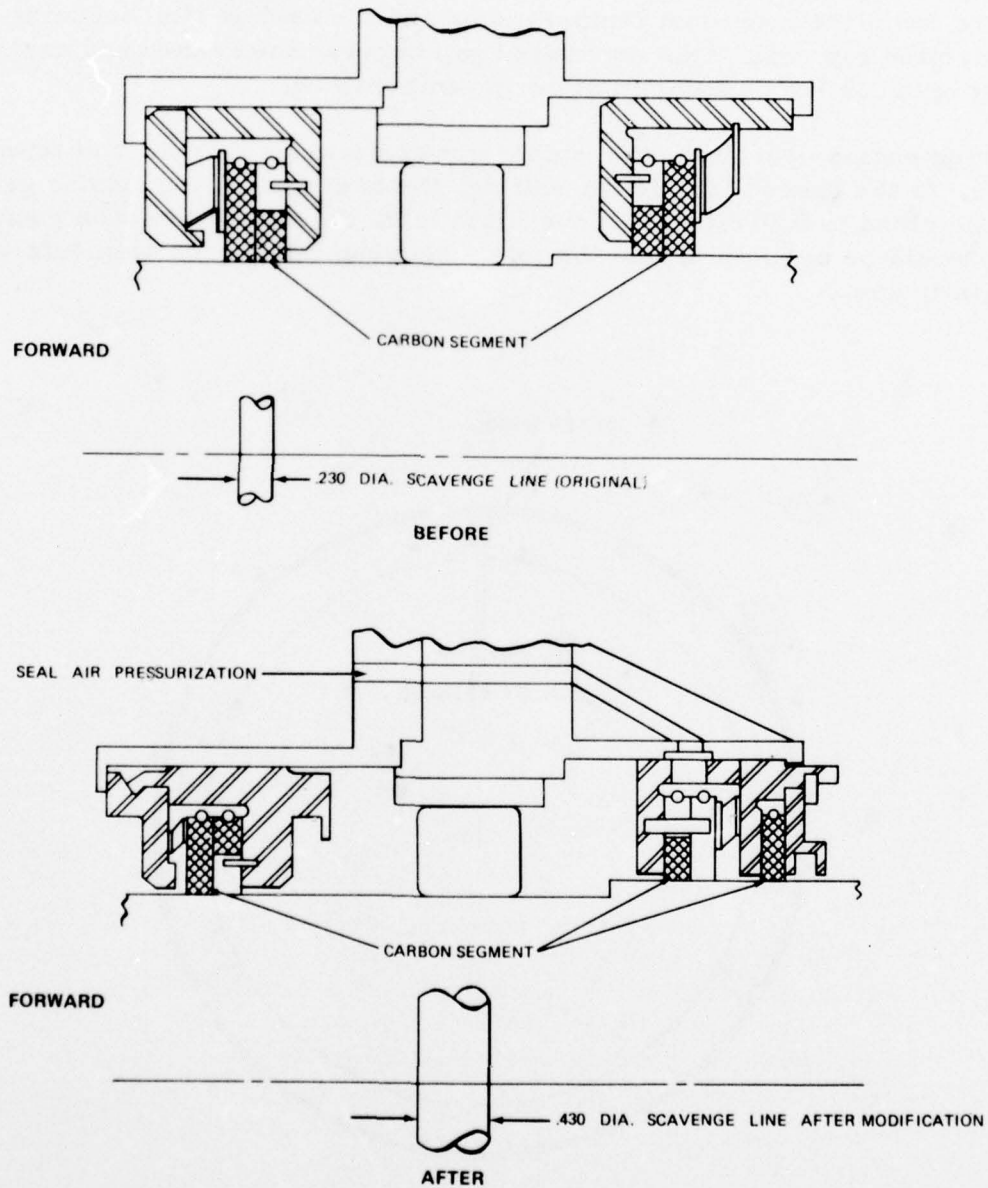 CARBON SEGMENT
FORWARD
.230 DIA. SCAVENGE LINE (ORIGINAL)
BEFORE
SEAL AIR PRESSURIZATION
CARBON SEGMENT
FORWARD
.430 DIA. SCAVENGE LINE AFTER MODIFICATION
AFTER